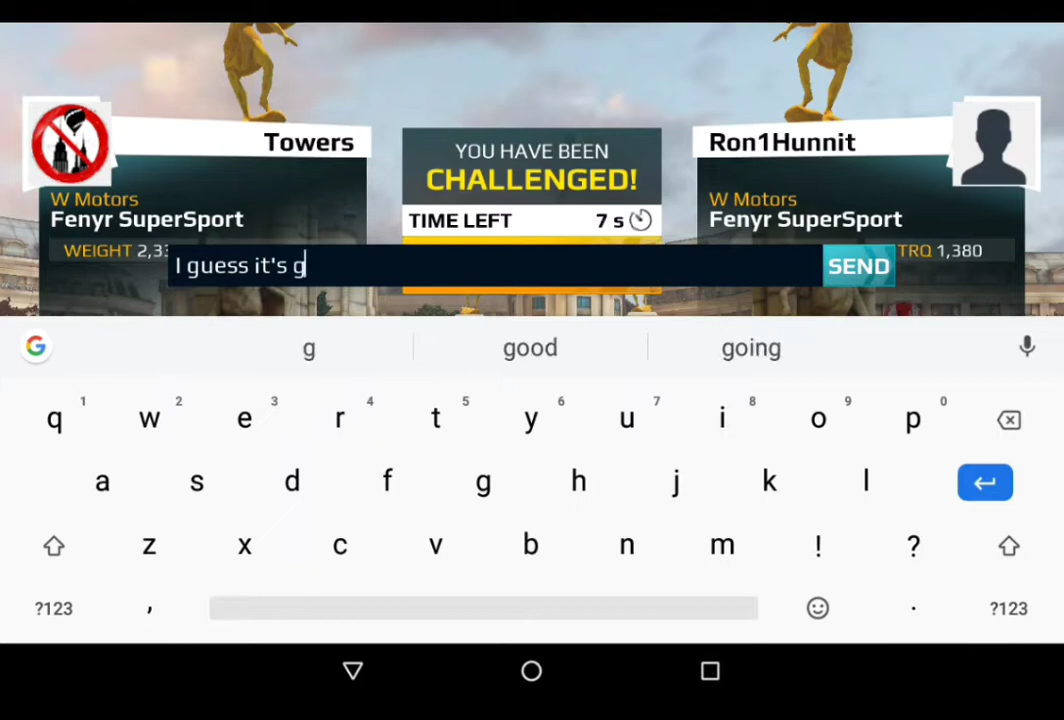 Towers
YOU HAVE BEEN
CHALLENGED!
Ron1Hunnit
W Motors
Fenyr SuperSport
TIME LEFT 7 s
W Motors
Fenyr SuperSport
WEIGHT 2,33
TRQ 1,380
I guess it's g
SEND
G g good going
1 2 3 4 5 6 7 8 9 0
q w e r t y u i o p
a s d f g h j k l
z x c v b n m ! ?
?123 , . ?123